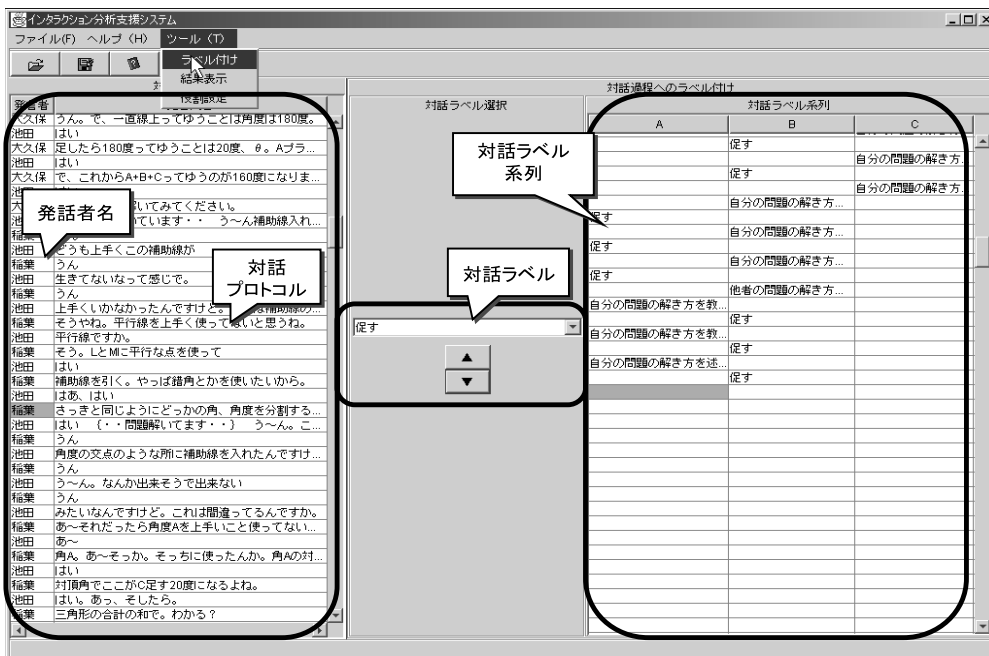 インタラクション分析支援システム
ファイル(F) ヘルプ(H) ツール(T)
ラベル付け
結果表示
役割設定
対話過程へのラベル付け
発言者
対話ラベル選択
対話ラベル系列
A B C
大久保 うん。で、一直線上ってゆうことは角度は180度。
池田 はい
大久保 足したら180度ってゆうことは20度、θ。Aプラ...
池田 はい
大久保 で、これからA+B+Cってゆうのが160度になりま...
いてみてください。
ています・・ う~ん補助線入れ...
稲葉
池田 どうも上手くこの補助線が
稲葉 うん
池田 生きてないなって感じで。
稲葉 うん
池田 上手くいかなかったんですけど。
稲葉 そうやね。平行線を上手く使ってないと思うね。
池田 平行線ですか。
稲葉 そう。LとMに平行な点を使って
池田 はい
稲葉 補助線を引く。やっぱ錯角とかを使いたいから。
池田 はあ、はい
稲葉 さっきと同じようにどっかの角、角度を分割する...
池田 はい {・・問題解いてます・・} う~ん。こ...
稲葉 うん
池田 角度の交点のような所に補助線を入れたんですけ...
稲葉 うん
池田 う~ん。なんか出来そうで出来ない
稲葉 うん
池田 みたいなんですけど。これは間違ってるんですか。
稲葉 あ~それだったら角度Aを上手いこと使ってない...
池田 あ~
稲葉 角A。あ~そっか。そっちに使ったんか。角Aの対...
池田 はい
稲葉 対頂角でここがC足す20度になるよね。
池田 はい。あっ、そしたら。
稲葉 三角形の合計の和で。わかる?
発話者名
対話
プロトコル
対話ラベル
系列
対話ラベル
促す
促す
自分の問題の解き方...
促す
自分の問題の解き方...
自分の問題の解き方...
促す
自分の問題の解き方...
促す
自分の問題の解き方...
促す
他者の問題の解き方...
自分の問題の解き方を教...
促す
自分の問題の解き方を教...
促す
自分の問題の解き方を述...
促す